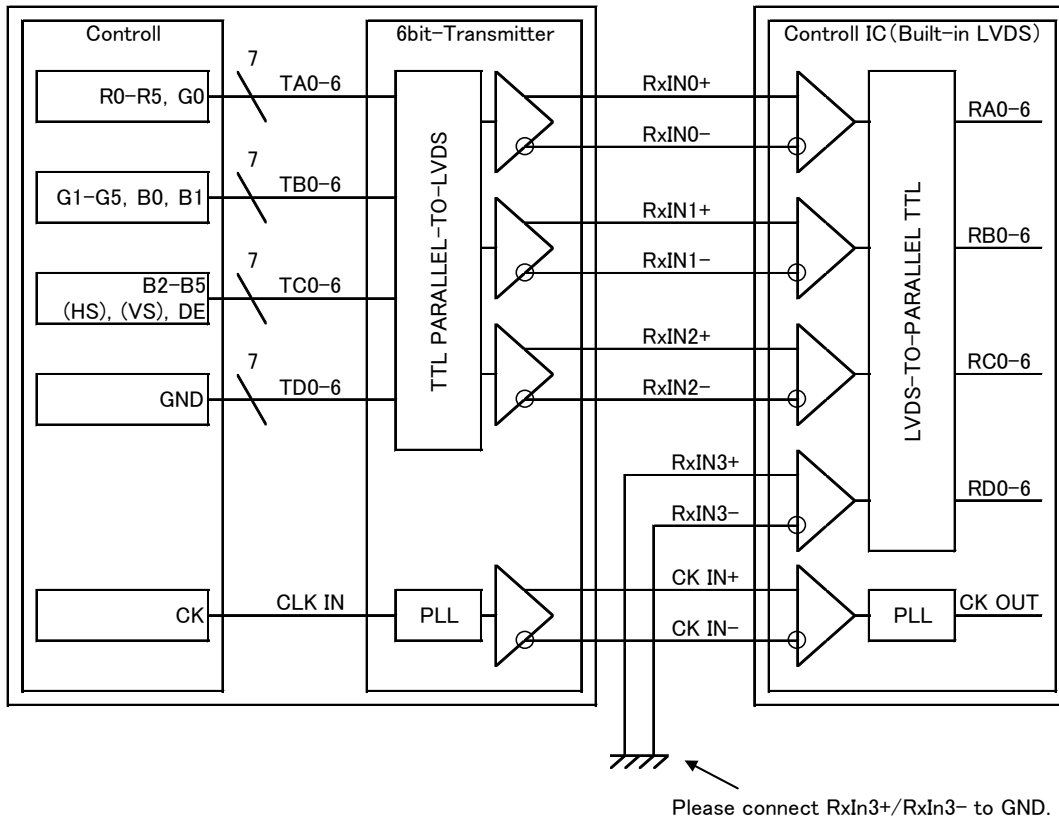 Controll
6bit-Transmitter
Controll IC(Built-in LVDS)
7
R0-R5, G0
TA0-6
RxIN0+
RA0-6
RxIN0-
7
G1-G5, B0, B1
TB0-6
RxIN1+
RB0-6
RxIN1-
7
B2-B5
(HS), (VS), DE
TC0-6
RxIN2+
RC0-6
RxIN2-
7
GND
TD0-6
TTL PARALLEL-TO-LVDS
LVDS-TO-PARALLEL TTL
RxIN3+
RD0-6
RxIN3-
CK IN+
CK
CLK IN
PLL
PLL
CK OUT
CK IN-
Please connect RxIn3+/RxIn3- to GND.